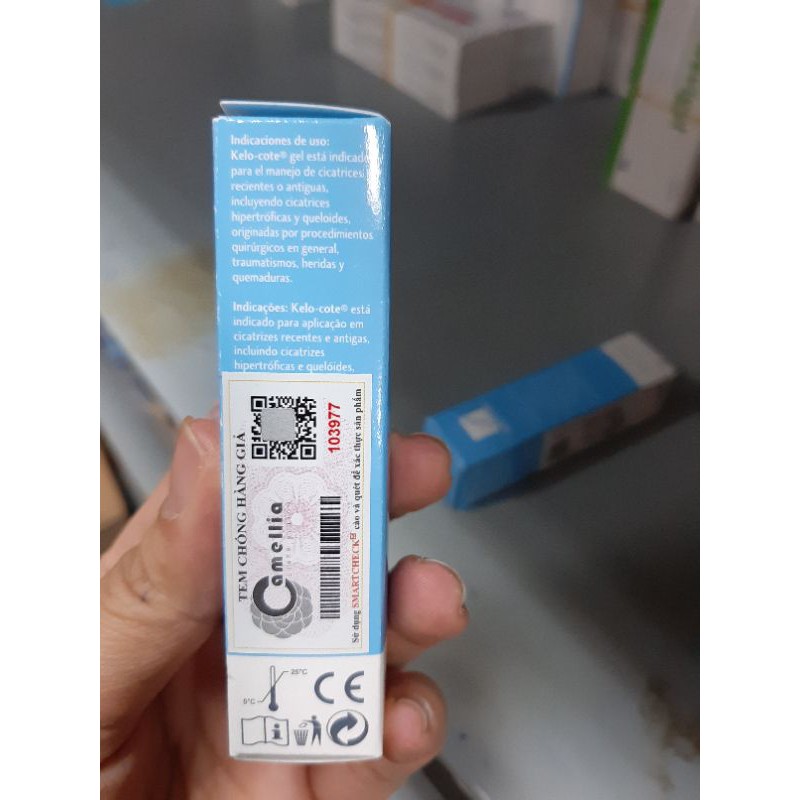 Indicaciones de uso:
Kelo-cote® gel está indicado
para el manejo de cicatrices
recientes o antiguas,
incluyendo cicatrices
hipertróficas y queloides,
originadas por procedimientos
quirúrgicos en general,
traumatismos, heridas y
quemaduras.
Indicações: Kelo-cote® está
indicado para aplicação em
cicatrizes recentes e antigas,
incluindo cicatrizes
hipertróficas e quelóides,
TEM CHỐNG HÀNG GIẢ
Camellia
103977
Sử dụng SMARTCHECK cào và quét để xác thực sản phẩm
25°C
0°C
CE
i